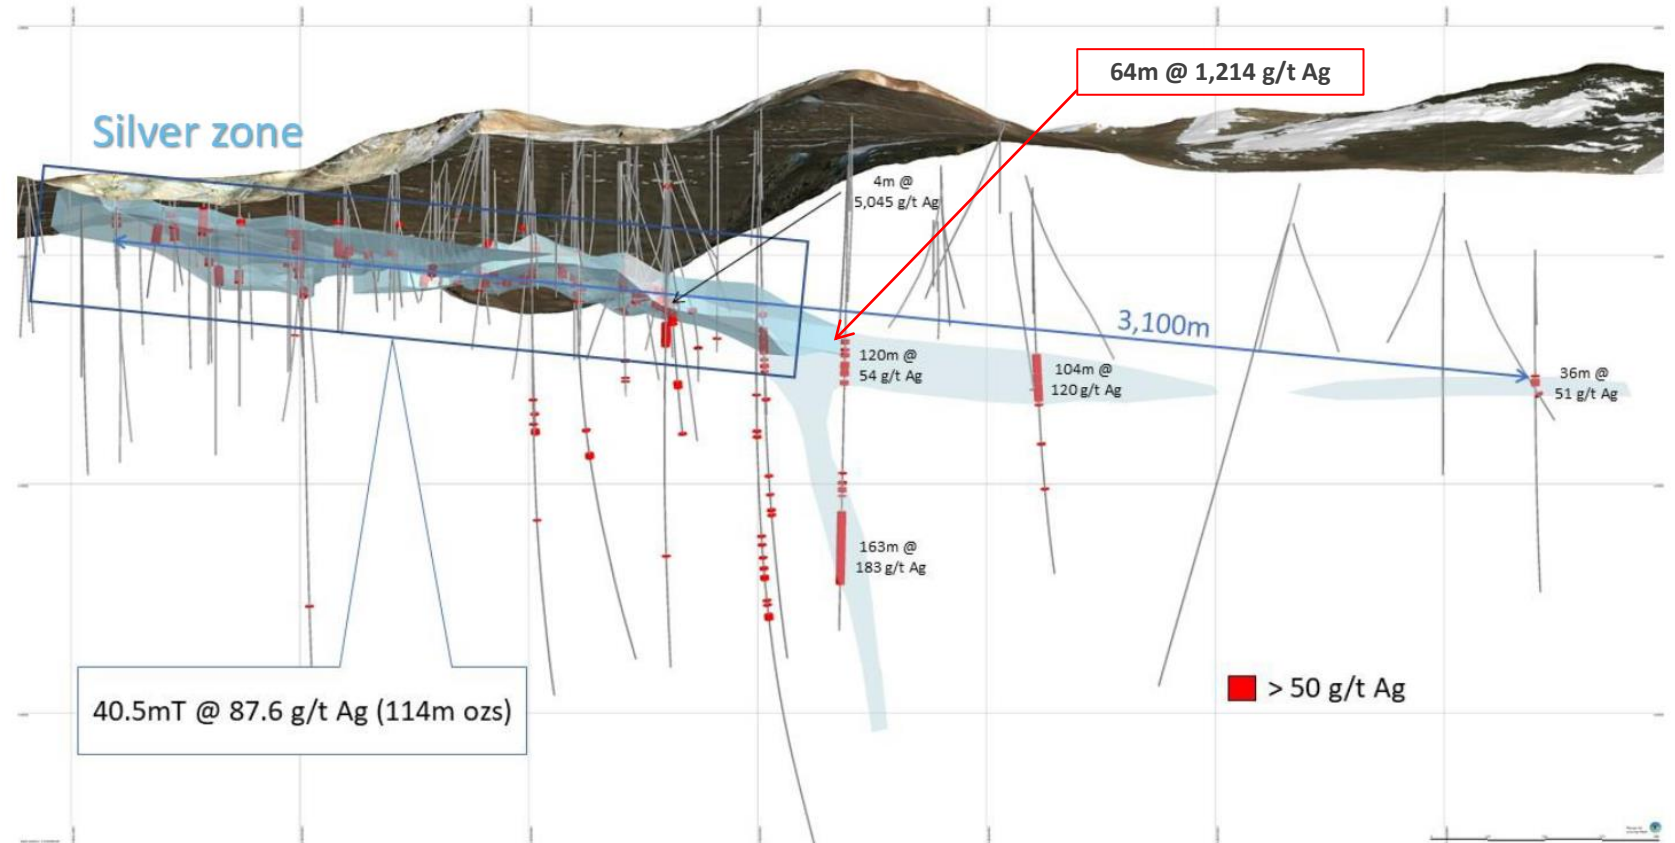 64m @ 1,214 g/t Ag
Silver zone
4m @
5,045 g/t Ag
3,100m
120m @
54 g/t Ag
104m @
120 g/t Ag
36m @
51 g/t Ag
163m @
183 g/t Ag
> 50 g/t Ag
40.5mT @ 87.6 g/t Ag (114m ozs)